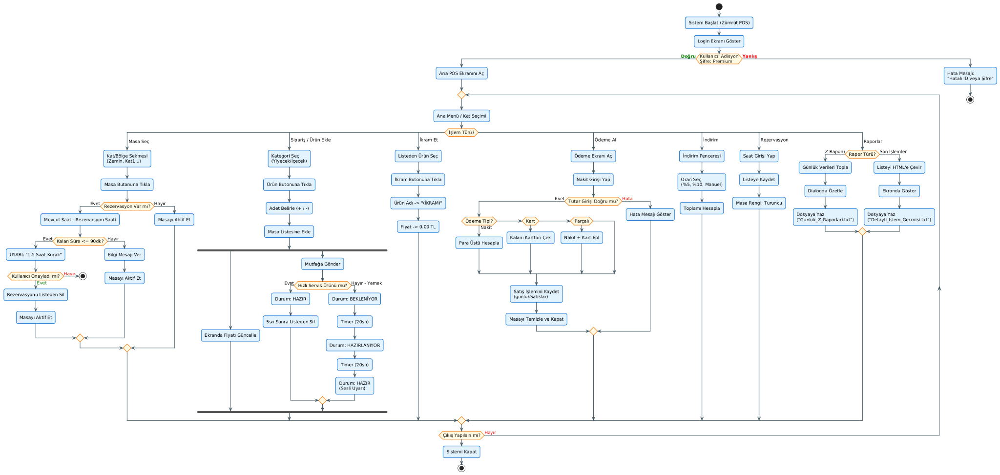 Sistem Başlat (Zümrüt POS)
Login Ekranı Göster
Doğru
Kullanıcı: Adisyon
Şifre: Premium
Yanlış
Ana POS Ekranını Aç
Hata Mesajı:
"Hatalı ID veya Şifre"
Ana Menü / Kat Seçimi
İşlem Türü?
Masa Seç
Kat/Bölge Sekmesi
(Zemin, Kat1...)
Masa Butonuna Tıkla
Evet
Rezervasyon Var mı?
Hayır
Mevcut Saat - Rezervasyon Saati
Masayı Aktif Et
Evet
Kalan Süre <= 90dk?
Hayır
UYARI: "1.5 Saat Kuralı"
Bilgi Mesajı Ver
Kullanıcı Onayladı mı?
Hayır
Masayı Aktif Et
Evet
Rezervasyonu Listeden Sil
Masayı Aktif Et
Sipariş / Ürün Ekle
Kategori Seç
(Yiyecek/İçecek)
Ürün Butonuna Tıkla
Adet Belirle (+ / -)
Masa Listesine Ekle
Mutfağa Gönder
Evet
Hızlı Servis Ürünü mü?
Hayır - Yemek
Durum: HAZIR
Durum: BEKLENİYOR
5sn Sonra Listeden Sil
Timer (20sn)
Ekranda Fiyatı Güncelle
Durum: HAZIRLANIYOR
Timer (20sn)
Durum: HAZIR
(Sesli Uyarı)
İkram Et
Listeden Ürün Seç
İkram Butonuna Tıkla
Ürün Adı -> "(İKRAM)"
Fiyat -> 0.00 TL
Ödeme Al
Ödeme Ekranı Aç
Nakit Girişi Yap
Evet
Tutar Girişi Doğru mu?
Hata
Hata Mesajı Göster
Ödeme Tipi?
Kart
Parçalı
Nakit
Para Üstü Hesapla
Kalanı Karttan Çek
Nakit + Kart Böl
Satış İşlemini Kaydet
(gunlukSatislar)
Masayı Temizle ve Kapat
İndirim
İndirim Penceresi
Oran Seç
(%5, %10, Manuel)
Toplamı Hesapla
Rezervasyon
Saat Girişi Yap
Listeye Kaydet
Masa Rengi: Turuncu
Raporlar
Z Raporu
Rapor Türü?
Son İşlemler
Günlük Verileri Topla
Listeyi HTML'e Çevir
Dialogda Özetle
Ekranda Göster
Dosyaya Yaz
("Gunluk_Z_Raporlari.txt")
Dosyaya Yaz
("Detayli_Islem_Gecmisi.txt")
Çıkış Yapılsın mı?
Hayır
Sistemi Kapat